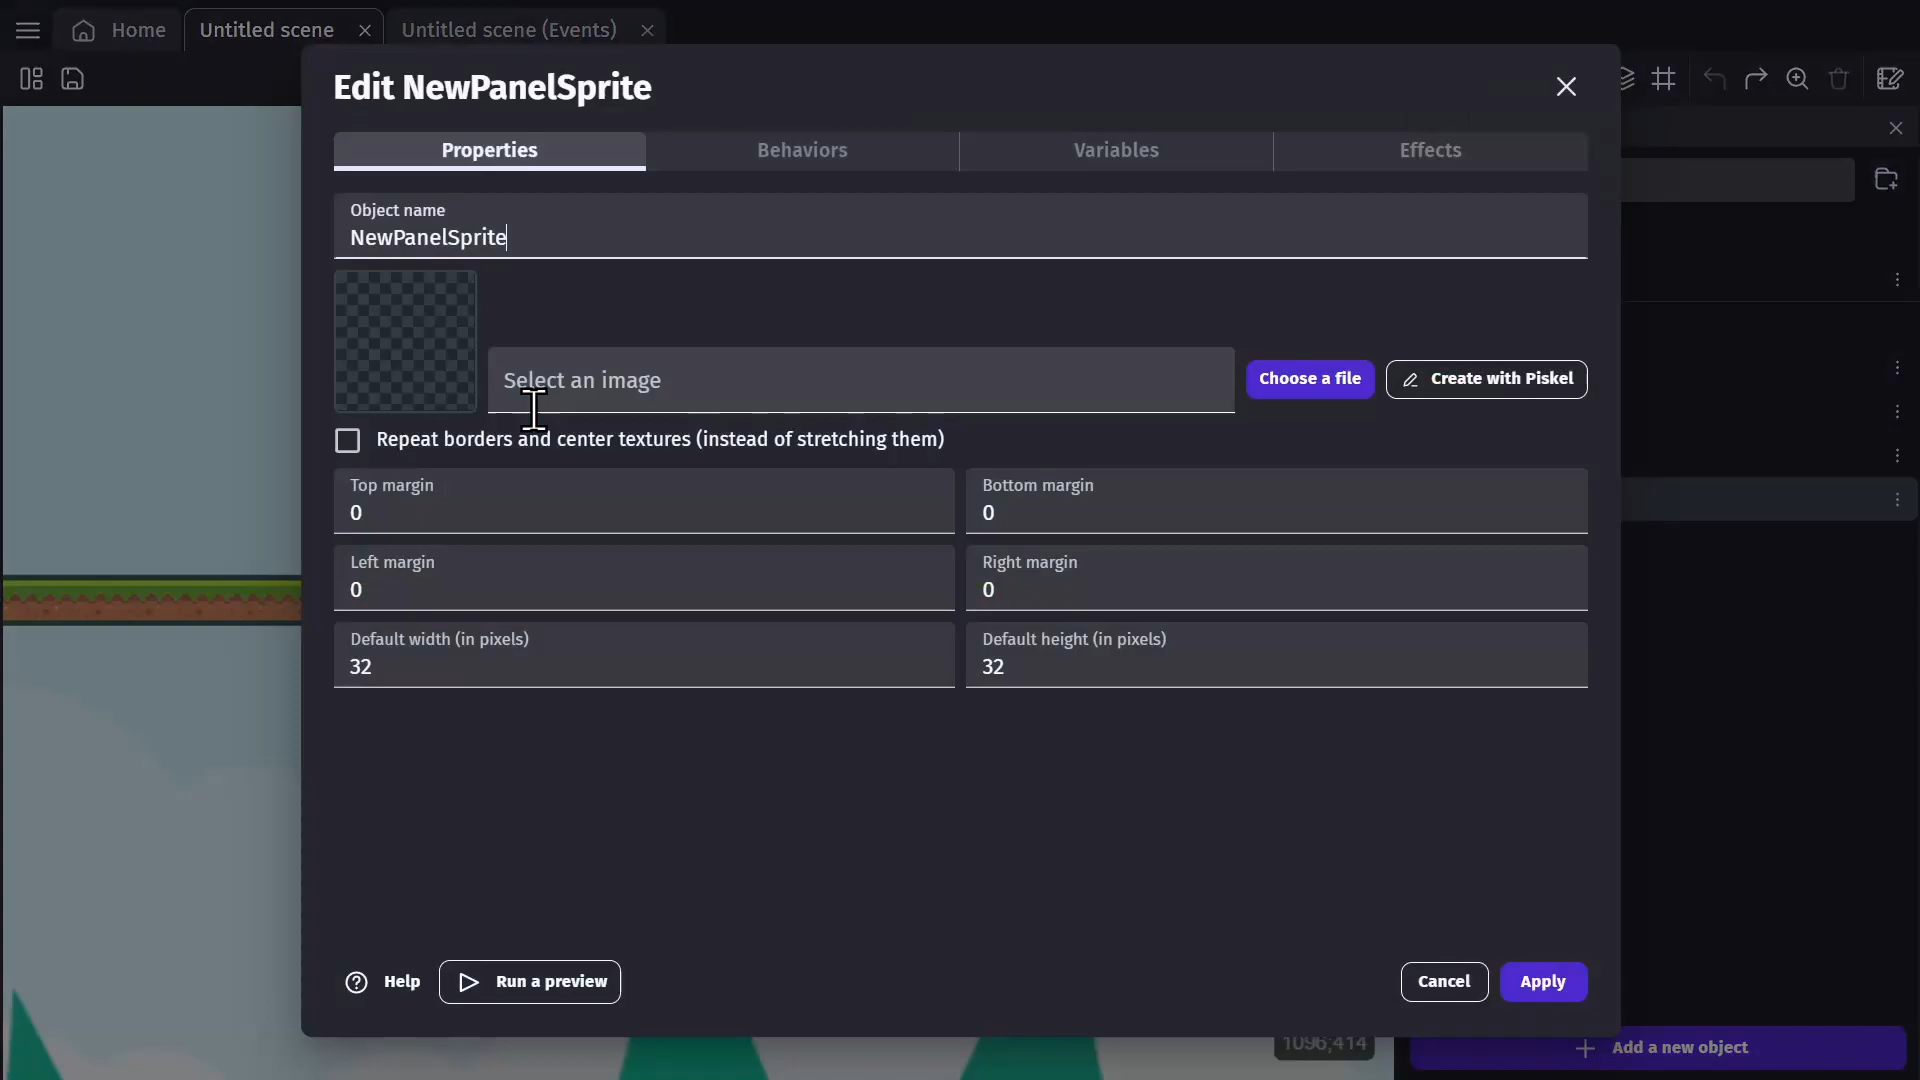 Home
Untitled scene
Untitled scene (Events)
Edit NewPanelSprite
Properties
Behaviors
Variables
Effects
Object name
NewPanelSprite
Select an image
Choose a file
Create with Piskel
Repeat borders and center textures (instead of stretching them)
Top margin
0
Bottom margin
0
Left margin
0
Right margin
0
Default width (in pixels)
32
Default height (in pixels)
32
Help
Run a preview
Cancel
Apply
1096;414
Add a new object